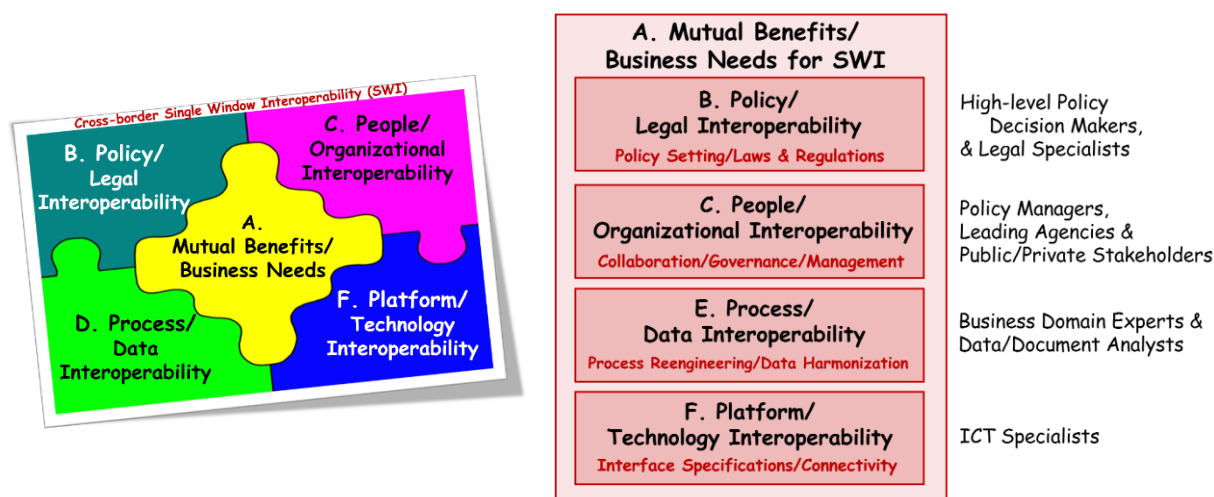 Cross-border Single Window Interoperability (SWI)
B. Policy/
Legal
Interoperability
C. People/
Organizational
Interoperability
A.
Mutual Benefits/
Business Needs
D. Process/
Data
Interoperability
F. Platform/
Technology
Interoperability
A. Mutual Benefits/
Business Needs for SWI
B. Policy/
Legal Interoperability
Policy Setting/Laws & Regulations
High-level Policy
Decision Makers,
& Legal Specialists
C. People/
Organizational Interoperability
Collaboration/Governance/Management
Policy Managers,
Leading Agencies &
Public/Private Stakeholders
E. Process/
Data Interoperability
Process Reengineering/Data Harmonization
Business Domain Experts &
Data/Document Analysts
F. Platform/
Technology Interoperability
Interface Specifications/Connectivity
ICT Specialists